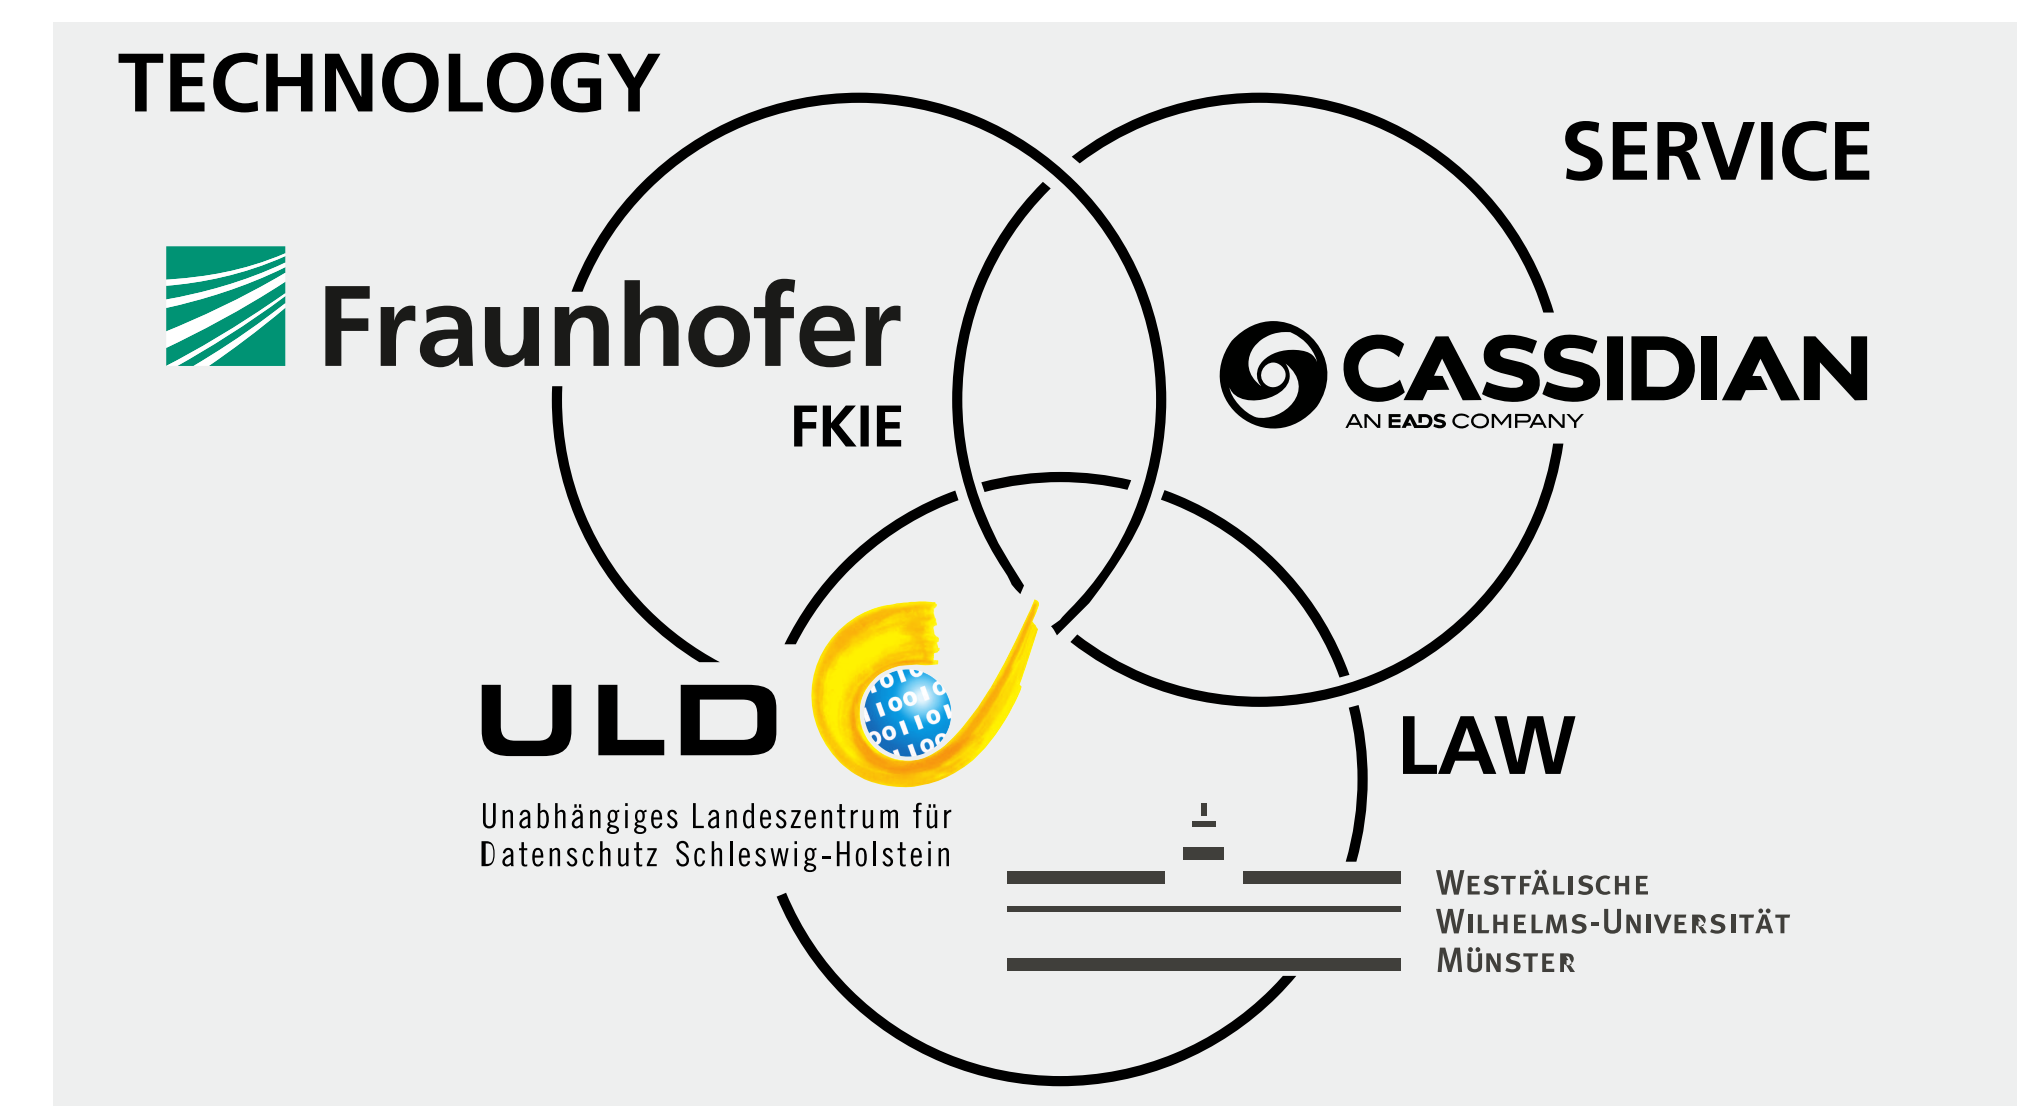 TECHNOLOGY
SERVICE
Fraunhofer
FKIE
CASSIDIAN
AN EADS COMPANY
ULD
Unabhängiges Landeszentrum für
Datenschutz Schleswig-Holstein
LAW
WESTFÄLISCHE
WILHELMS-UNIVERSITÄT
MÜNSTER